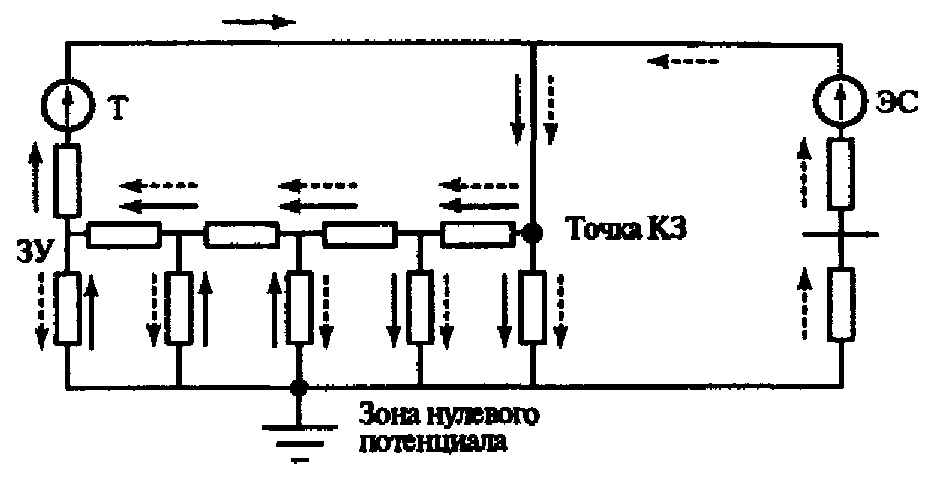 Т
ЭС
Точка КЗ
ЗУ
Зона нулевого
потенциала